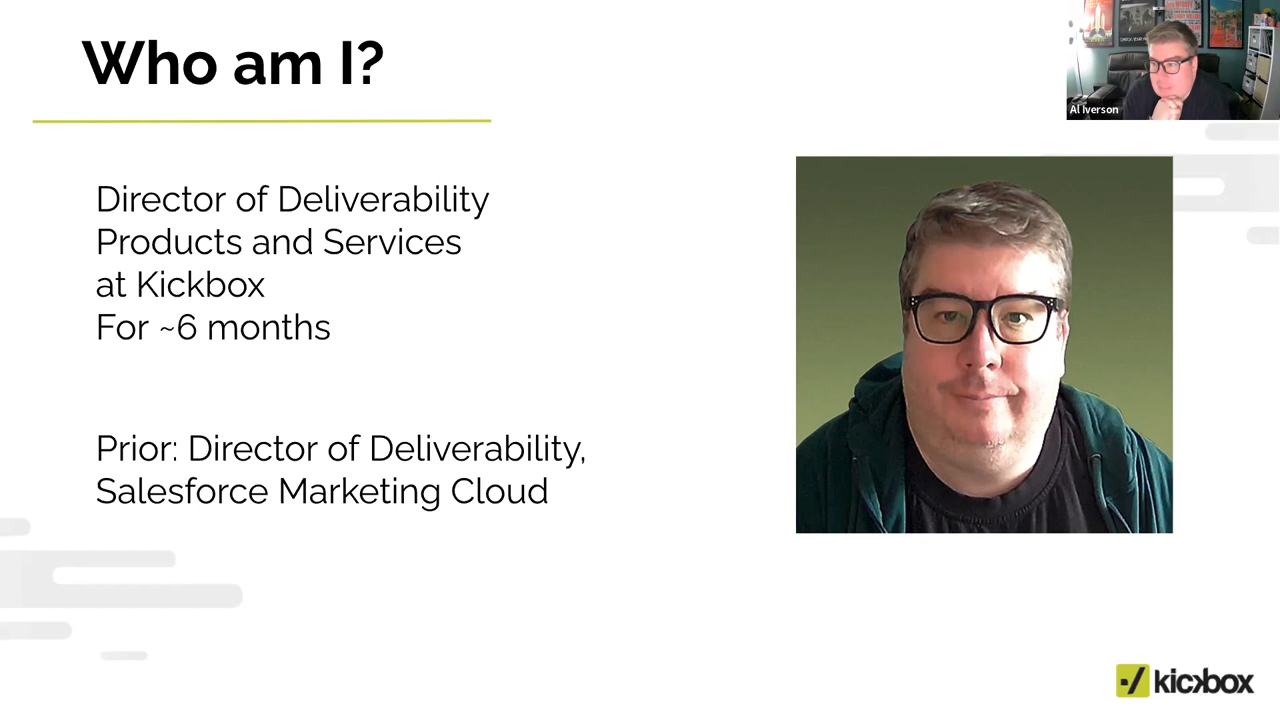 Who am I?
Al Iverson
Director of Deliverability
Products and Services
at Kickbox
For ~6 months
Prior: Director of Deliverability,
Salesforce Marketing Cloud
kickbox